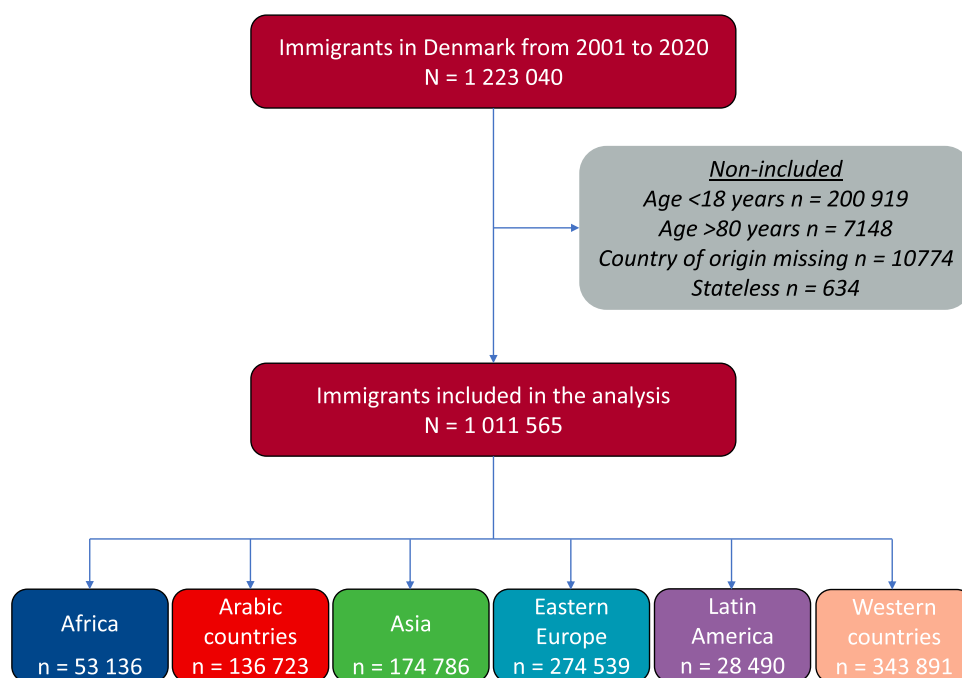 Immigrants in Denmark from 2001 to 2020
N = 1 223 040
Non-included
Age <18 years n = 200 919
Age >80 years n = 7148
Country of origin missing n = 10774
Stateless n = 634
Immigrants included in the analysis
N = 1 011 565
Africa
n = 53 136
Arabic
countries
n = 136 723
Asia
n = 174 786
Eastern
Europe
n = 274 539
Latin
America
n = 28 490
Western
countries
n = 343 891